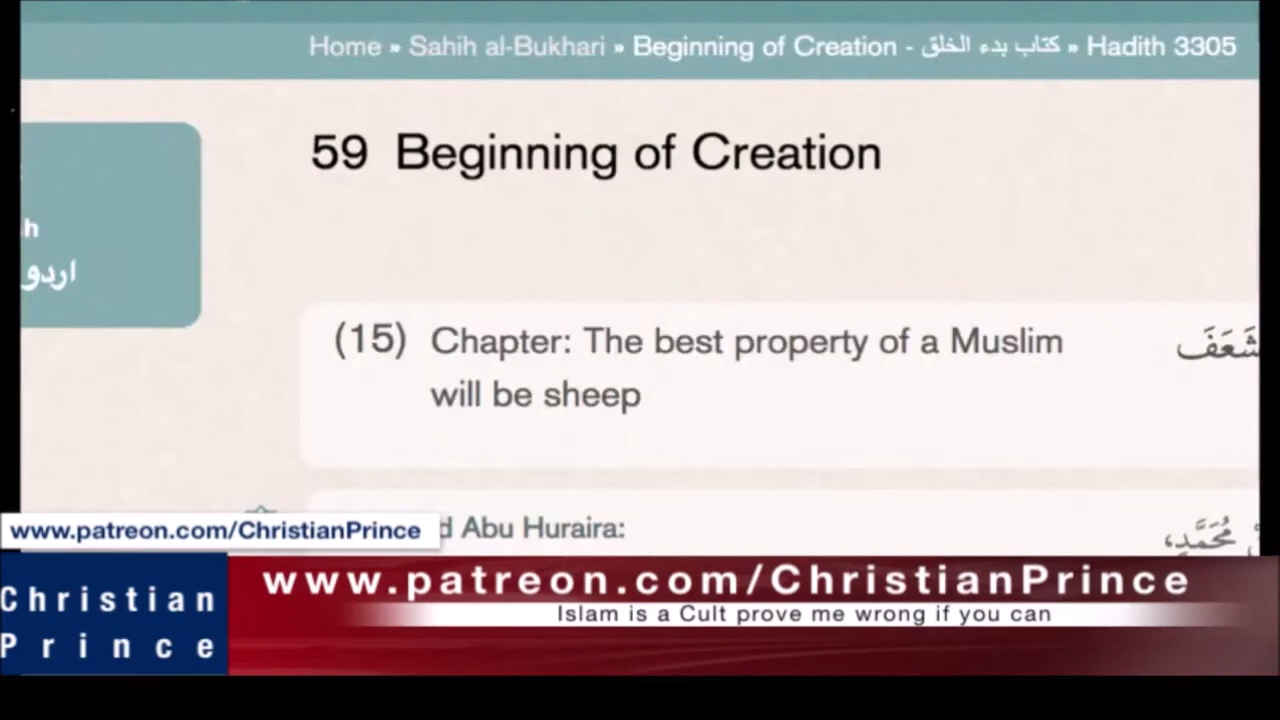 Home » Sahih al-Bukhari » Beginning of Creation - كتاب بدء الخلق » Hadith 3305
59 Beginning of Creation
اردو
(15) Chapter: The best property of a Muslim
will be sheep
شَعَفَ
Abu Huraira:
مُحَمَّدٍ،
www.patreon.com/ChristianPrince
www.patreon.com/ChristianPrince
Islam is a Cult prove me wrong if you can
Christian
Prince